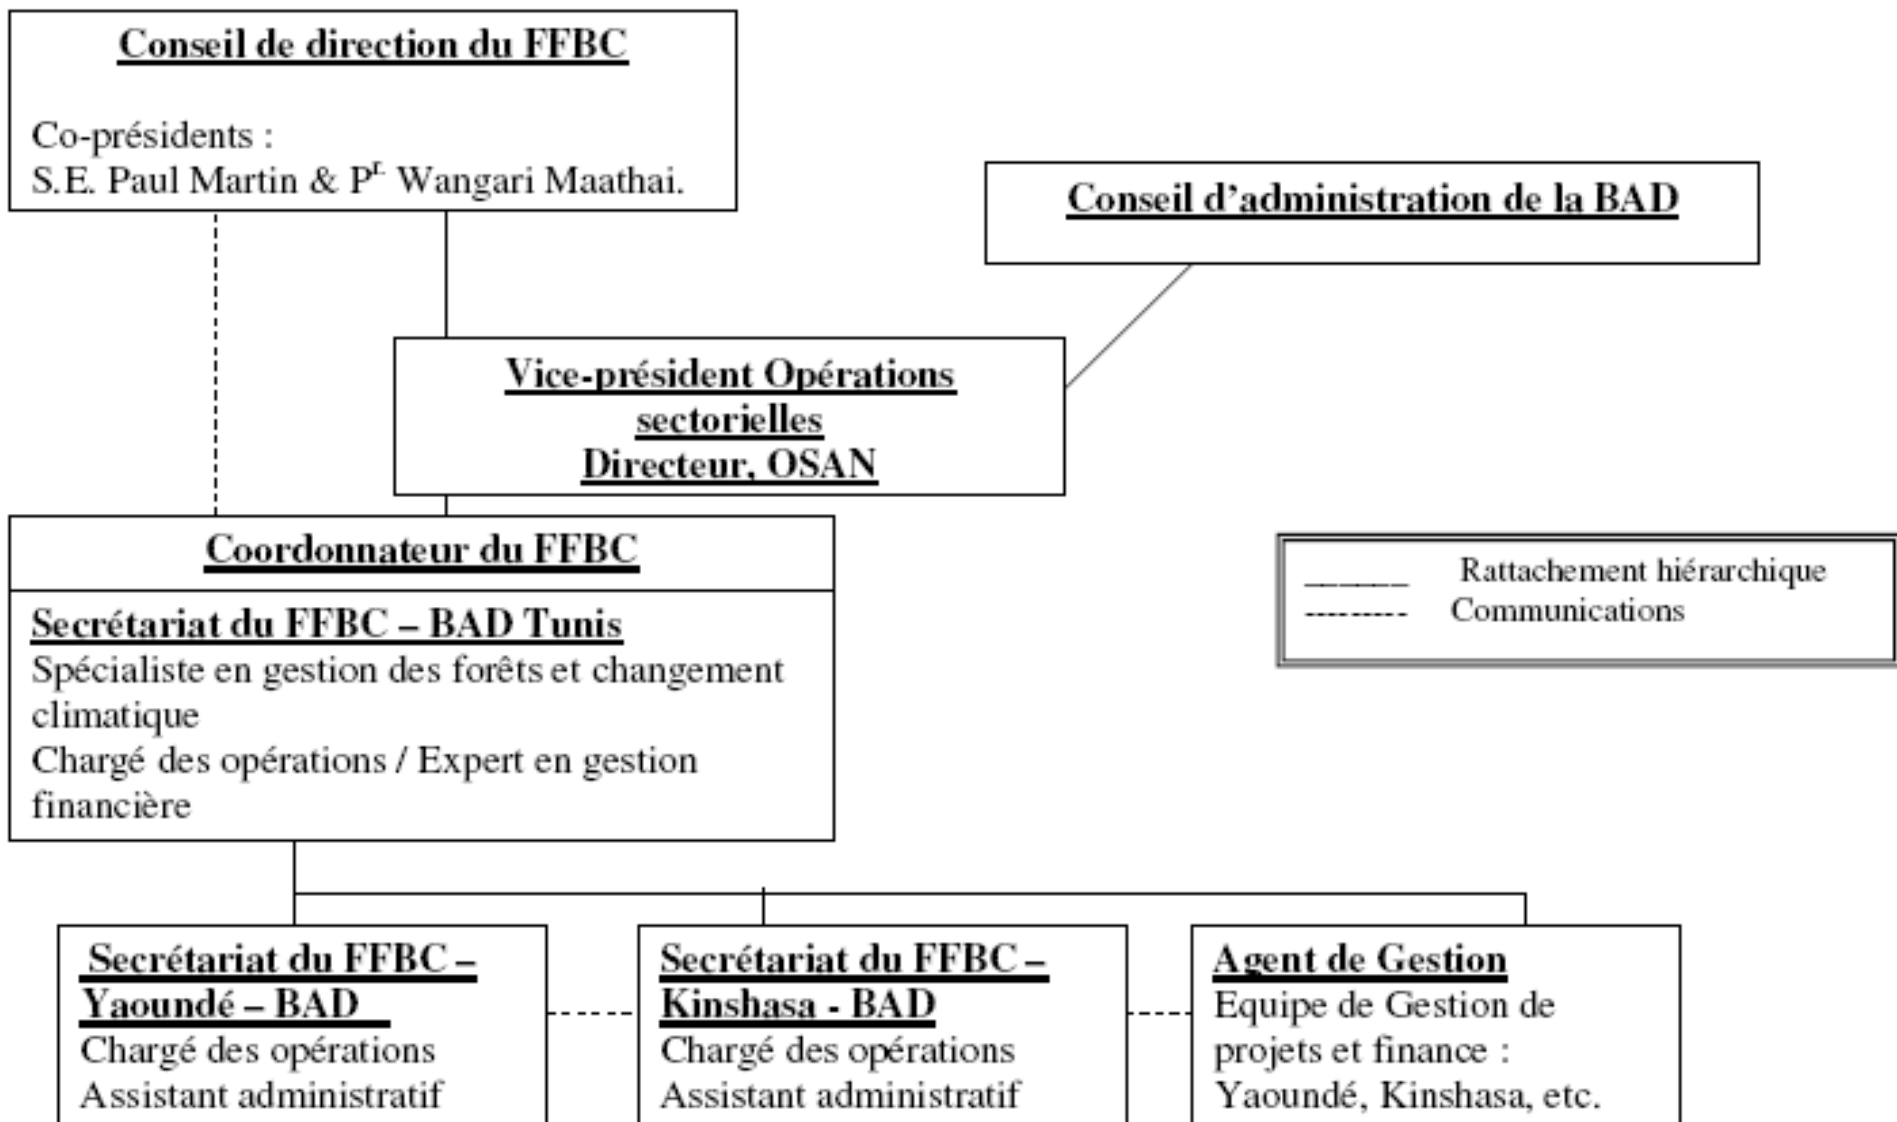 Conseil de direction du FFBC
Co-présidents :
S.E. Paul Martin & Pr. Wangari Maathai.
Conseil d'administration de la BAD
Vice-président Opérations
sectorielles
Directeur, OSAN
Coordonnateur du FFBC
Secrétariat du FFBC – BAD Tunis
Spécialiste en gestion des forêts et changement
climatique
Chargé des opérations / Expert en gestion
financière
Rattachement hiérarchique
Communications
Secrétariat du FFBC –
Yaoundé – BAD
Chargé des opérations
Assistant administratif
Secrétariat du FFBC –
Kinshasa - BAD
Chargé des opérations
Assistant administratif
Agent de Gestion
Equipe de Gestion de
projets et finance :
Yaoundé, Kinshasa, etc.